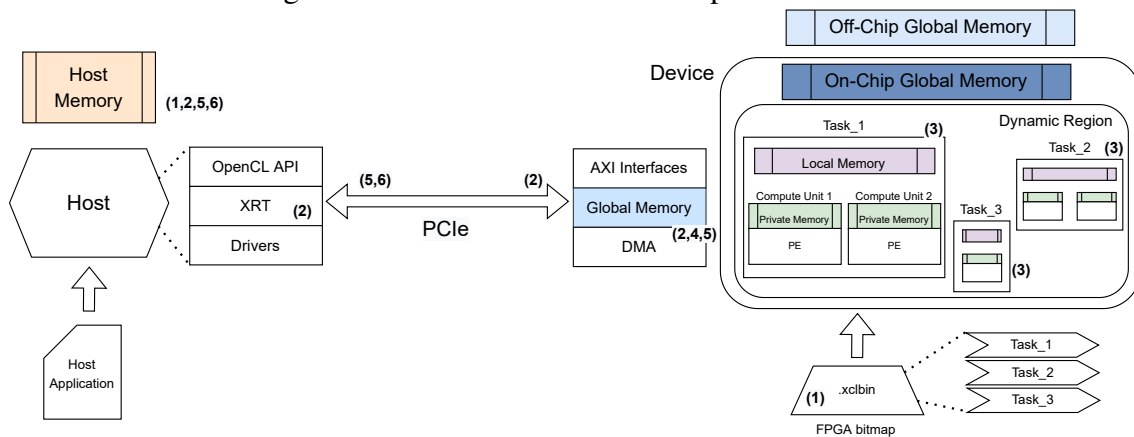 Off-Chip Global Memory
Device
On-Chip Global Memory
Host
Memory
(1,2,5,6)
Dynamic Region
Task_1
(3)
Local Memory
Compute Unit 1
Compute Unit 2
Private Memory
Private Memory
PE
PE
Task_2
(3)
Task_3
(3)
Host
OpenCL API
XRT
(2)
Drivers
(5,6)
(2)
PCIe
AXI Interfaces
Global Memory
(2,4,5)
DMA
Host
Application
(1)
.xclbin
FPGA bitmap
Task_1
Task_2
Task_3